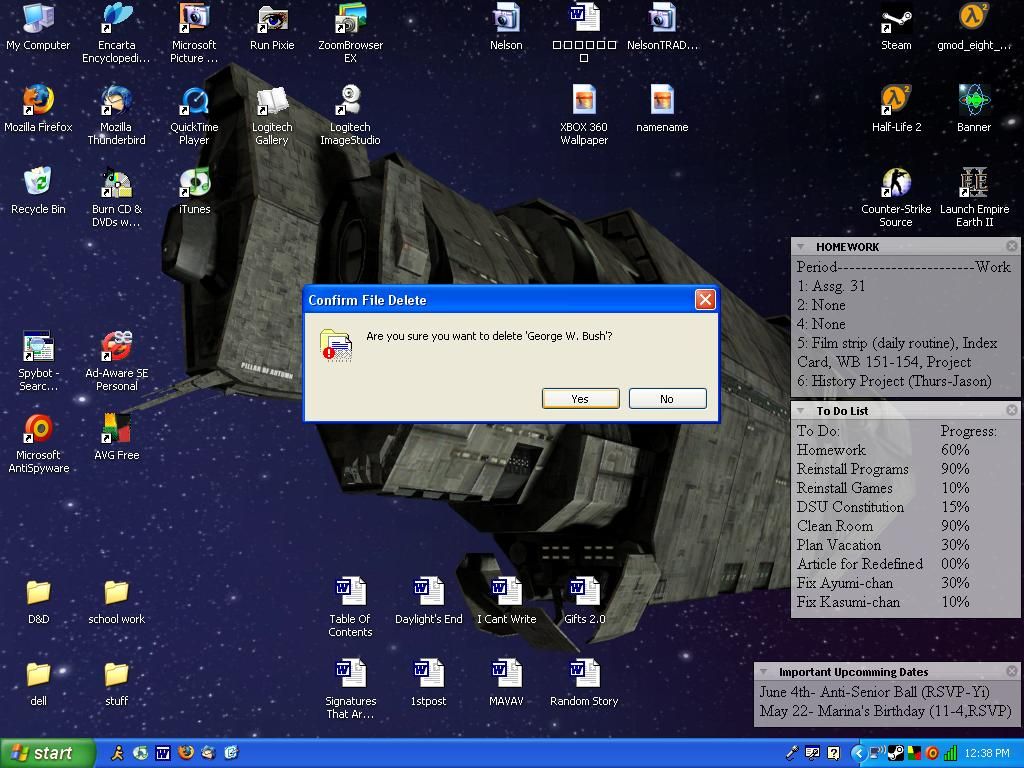 My Computer
Encarta
Encyclopedi...
Microsoft
Picture ...
Run Pixie
ZoomBrowser
EX
Nelson
□□□□□□
□
NelsonTRAD...
Steam
gmod_eight_...
Mozilla Firefox
Mozilla
Thunderbird
QuickTime
Player
Logitech
Gallery
Logitech
ImageStudio
XBOX 360
Wallpaper
namename
Half-Life 2
Banner
Recycle Bin
Burn CD &
DVDs w...
iTunes
Counter-Strike
Source
Launch Empire
Earth II
HOMEWORK
Period-----------------------Work
1: Assg. 31
2: None
4: None
5: Film strip (daily routine), Index
Card, WB 151-154, Project
6: History Project (Thurs-Jason)
Confirm File Delete
Are you sure you want to delete 'George W. Bush'?
Yes
No
PILLAR OF AUTUMN
Spybot -
Searc...
Ad-Aware SE
Personal
Microsoft
AntiSpyware
AVG Free
To Do List
To Do: Progress:
Homework 60%
Reinstall Programs 90%
Reinstall Games 10%
DSU Constitution 15%
Clean Room 90%
Plan Vacation 30%
Article for Redefined 00%
Fix Ayumi-chan 30%
Fix Kasumi-chan 10%
D&D
school work
Table Of
Contents
Daylight's End
I Cant Write
Gifts 2.0
dell
stuff
Signatures
That Ar...
1stpost
MAVAV
Random Story
Important Upcomming Dates
June 4th- Anti-Senior Ball (RSVP-Yi)
May 22- Marina's Birthday (11-4,RSVP)
start
12:38 PM